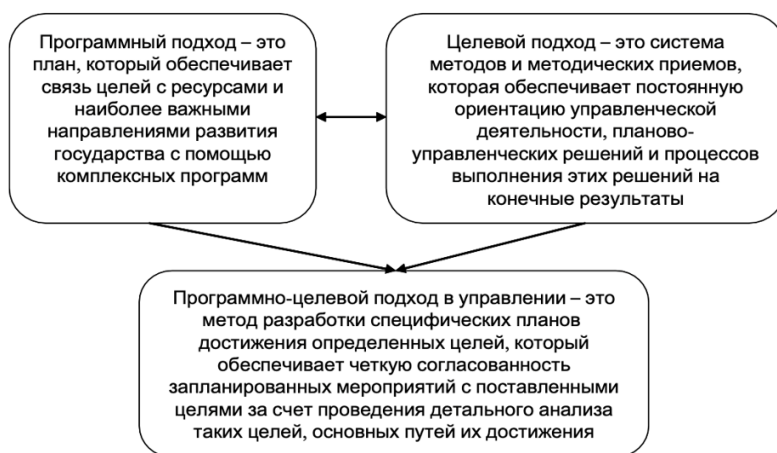 Программный подход – это
план, который обеспечивает
связь целей с ресурсами и
наиболее важными
направлениями развития
государства с помощью
комплексных программ
Целевой подход – это система
методов и методических приемов,
которая обеспечивает постоянную
ориентацию управленческой
деятельности, планово-
управленческих решений и процессов
выполнения этих решений на
конечные результаты
Программно-целевой подход в управлении – это
метод разработки специфических планов
достижения определенных целей, который
обеспечивает четкую согласованность
запланированных мероприятий с поставленными
целями за счет проведения детального анализа
таких целей, основных путей их достижения